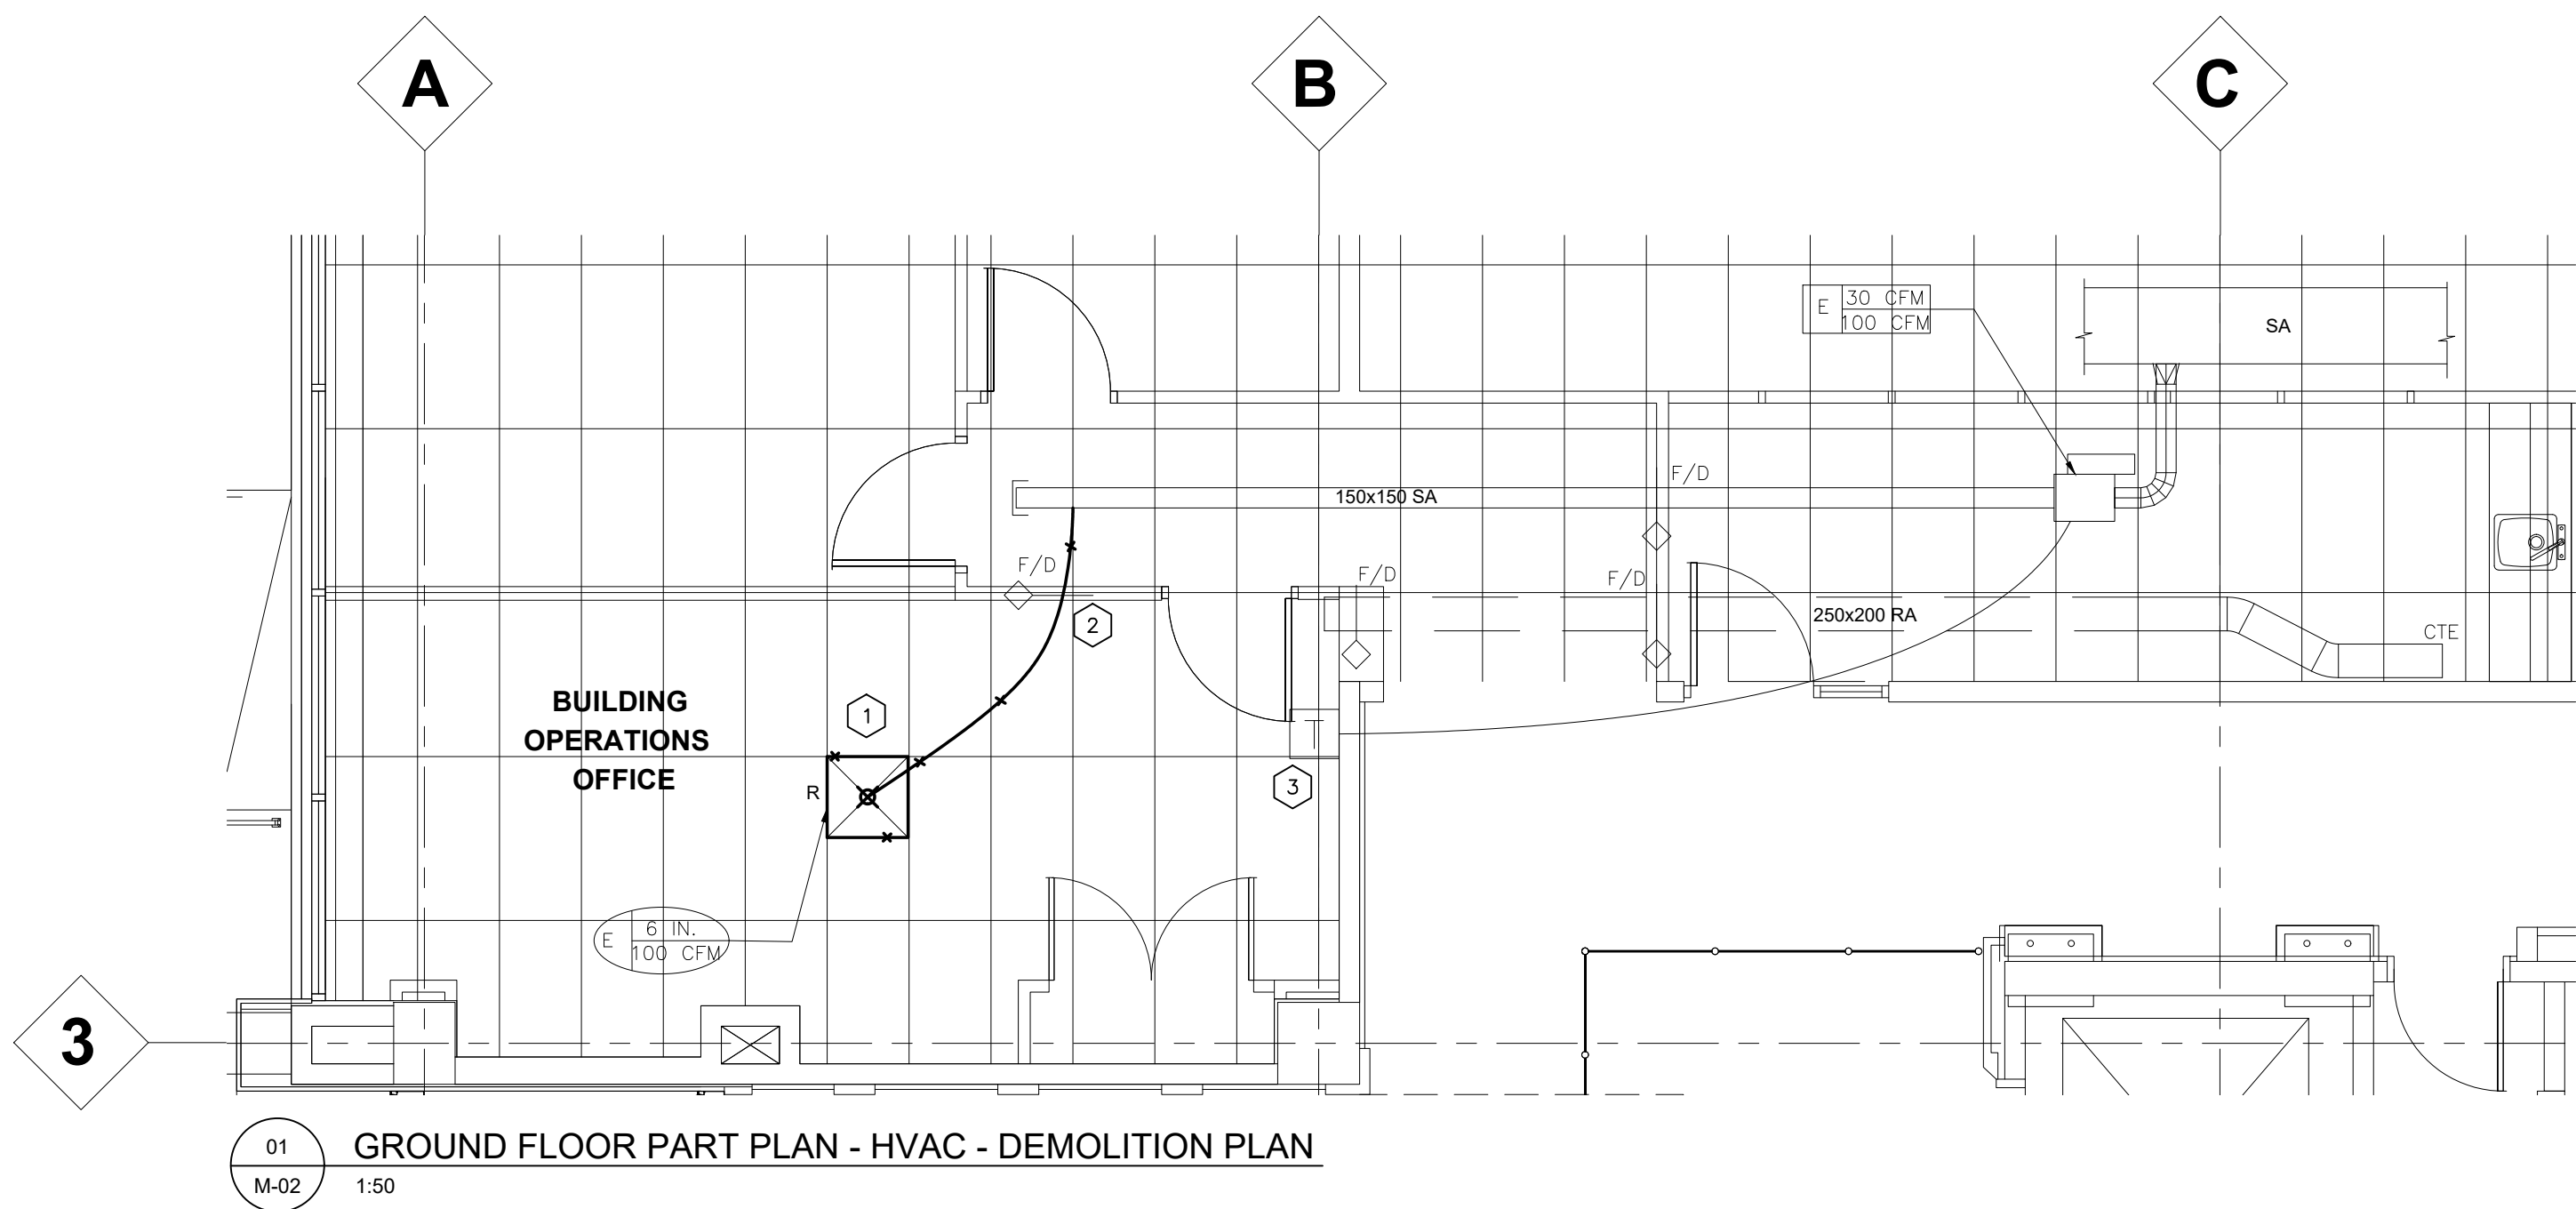 A
B
C
E
30 CFM
100 CFM
SA
F/D
150x150 SA
F/D
F/D
F/D
2
250x200 RA
CTE
BUILDING
OPERATIONS
OFFICE
1
T
R
3
E
6 IN.
100 CFM
3
01
M-02
GROUND FLOOR PART PLAN - HVAC - DEMOLITION PLAN
1:50